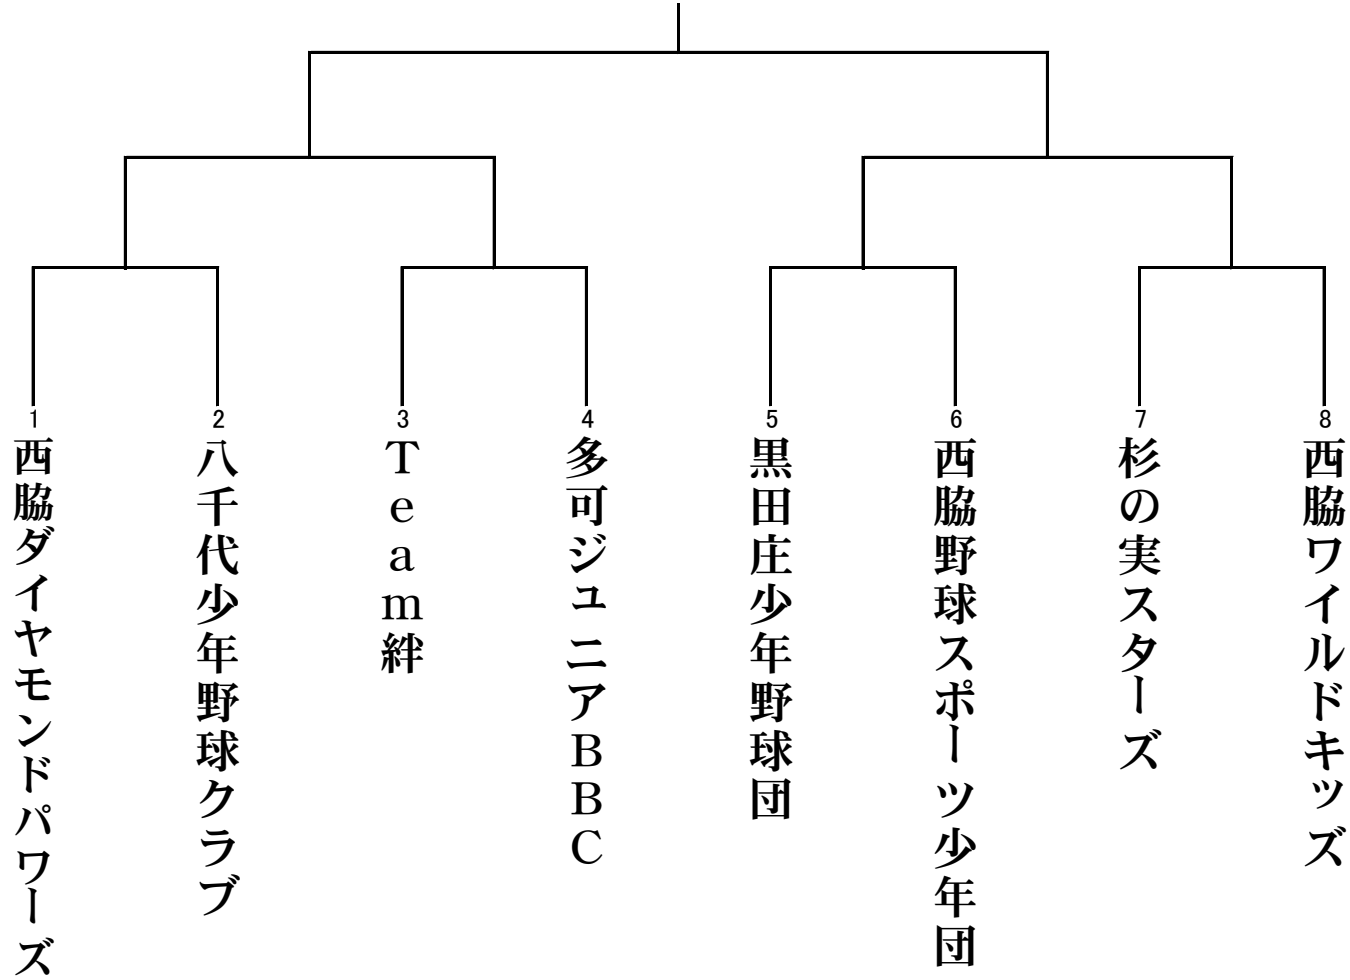 1
西脇ダイヤモンドパワーズ
2
八千代少年野球クラブ
3
Team絆
4
多可ジュニアBBC
5
黒田庄少年野球団
6
西脇野球スポーツ少年団
7
杉の実スターズ
8
西脇ワイルドキッズ